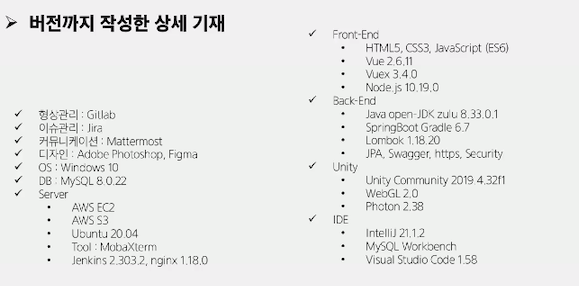 ➢ 버전까지 작성한 상세 기재
✓ 형상관리 : Gitlab
✓ 이슈관리 : Jira
✓ 커뮤니케이션 : Mattermost
✓ 디자인 : Adobe Photoshop, Figma
✓ OS : Windows 10
✓ DB : MySQL 8.0.22
✓ Server
• AWS EC2
• AWS S3
• Ubuntu 20.04
• Tool : MobaXterm
• Jenkins 2.303.2, nginx 1.18.0
✓ Front-End
• HTML5, CSS3, JavaScript (ES6)
• Vue 2.6.11
• Vuex 3.4.0
• Node.js 10.19.0
✓ Back-End
• Java open-JDK zulu 8.33.0.1
• SpringBoot Gradle 6.7
• Lombok 1.18.20
• JPA, Swagger, https, Security
✓ Unity
• Unity Community 2019.4.32f1
• WebGL 2.0
• Photon 2.38
✓ IDE
• IntelliJ 21.1.2
• MySQL Workbench
• Visual Studio Code 1.58